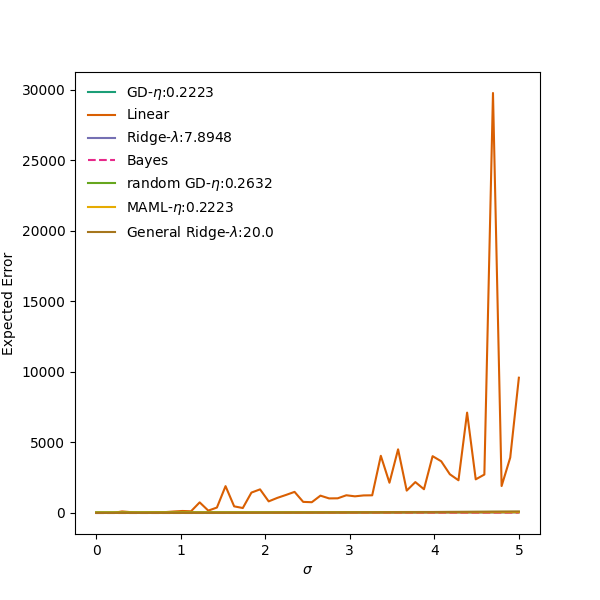 30000
25000
20000
15000
10000
5000
0
Expected Error
GD-η:0.2223
Linear
Ridge-λ:7.8948
Bayes
random GD-η:0.2632
MAML-η:0.2223
General Ridge-λ:20.0
0 1 2 3 4 5
σ